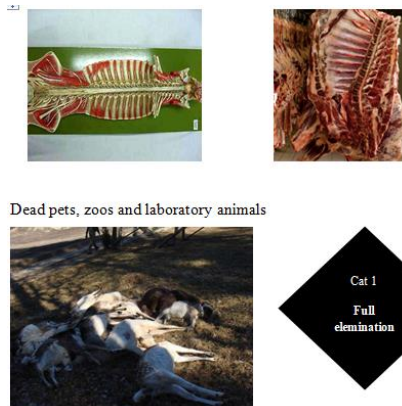 Dead pets, zoos and laboratory animals
Cat 1
Full
elemination